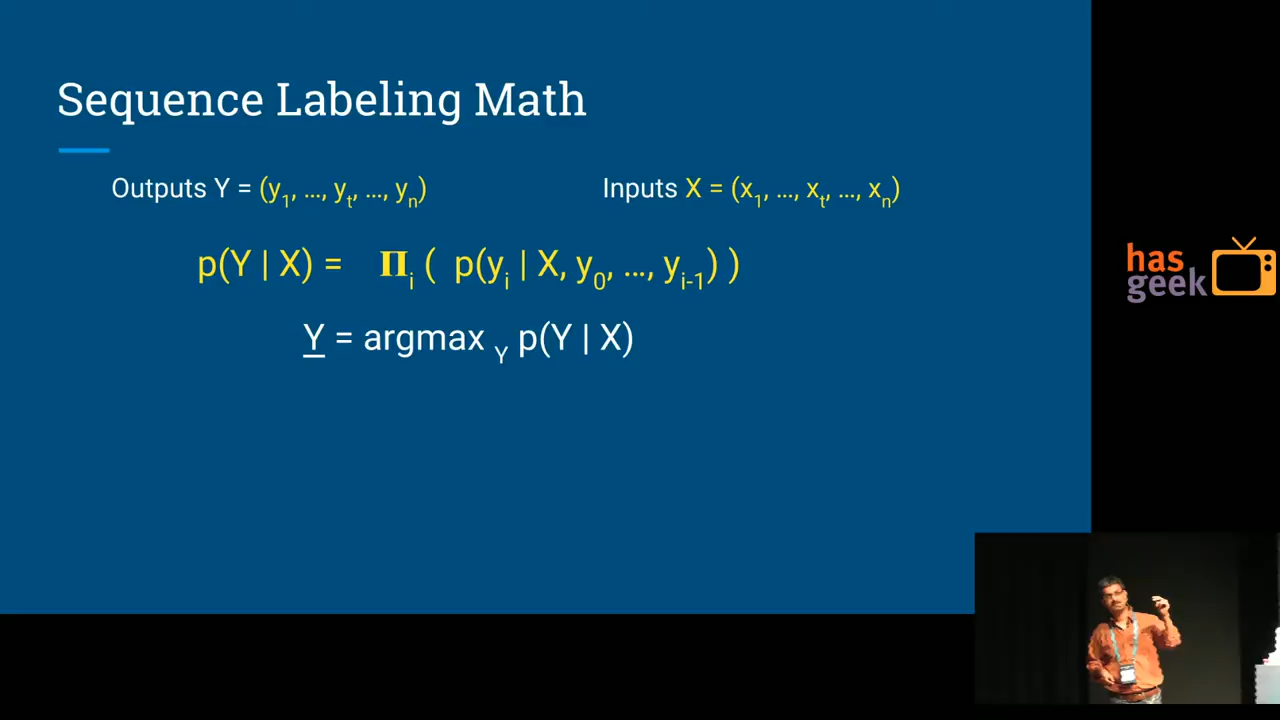 Sequence Labeling Math
Outputs Y = (y1, …, yt, …, yn)
Inputs X = (x1, …, xt, …, xn)
p(Y | X) = Πi ( p(yi | X, y0, …, yi-1) )
Y = argmax Y p(Y | X)
has
geek